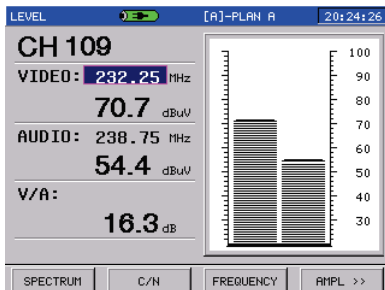 LEVEL [A]-PLAN A 20:24:26
CH 109
VIDEO: 232.25 MHz
70.7 dBuV
AUDIO: 238.75 MHz
54.4 dBuV
V/A:
16.3 dB
100
90
80
70
60
50
40
30
SPECTRUM C/N FREQUENCY AMPL >>